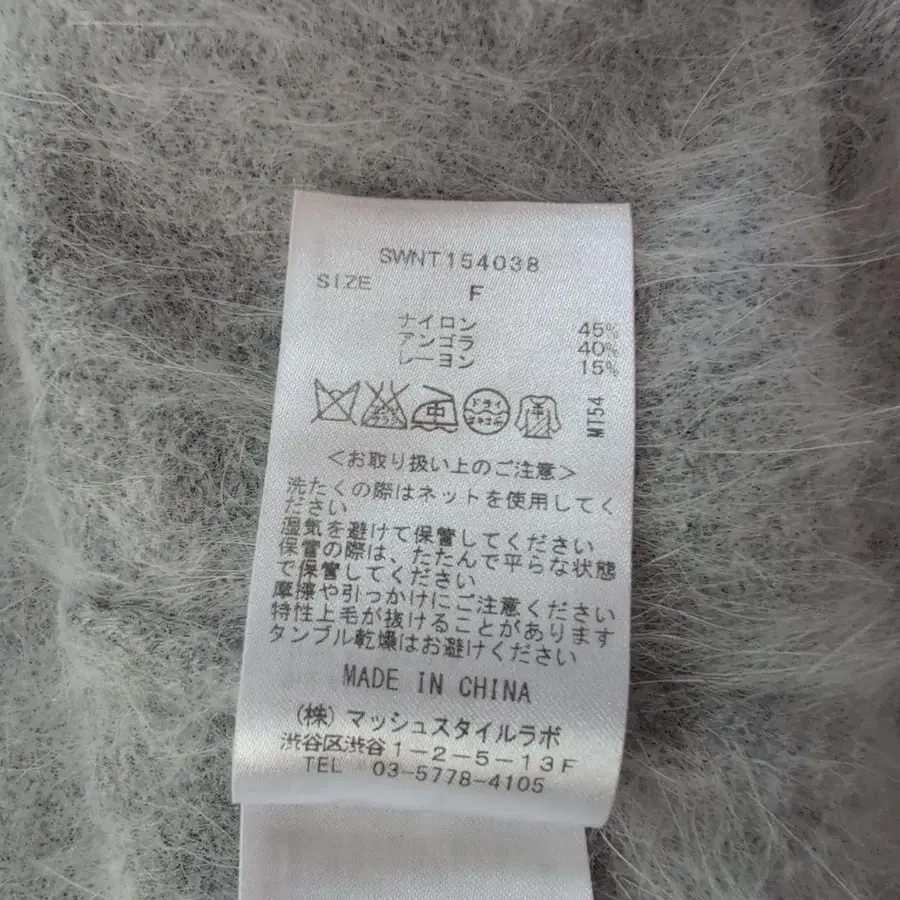 SWNT154038
SIZE
F
ナイロン 45%
アンゴラ 40%
レーヨン 15%
中 ドライ
MT54
<お取り扱い上のご注意>
洗たくの際はネットを使用してく
ださい
湿気を避けて保管してください
保管の際は、たたんで平らな状態
で保管してください
摩擦や引っかけにご注意ください
特性上毛が抜けることがあります
タンブル乾燥はお避けください
MADE IN CHINA
(株)マッシュスタイルラボ
渋谷区渋谷1-2-5-13F
TEL 03-5778-4105